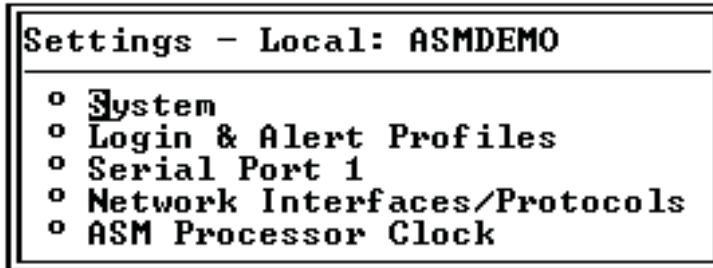 Settings – Local: ASMDEMO
° System
° Login & Alert Profiles
° Serial Port 1
° Network Interfaces/Protocols
° ASM Processor Clock